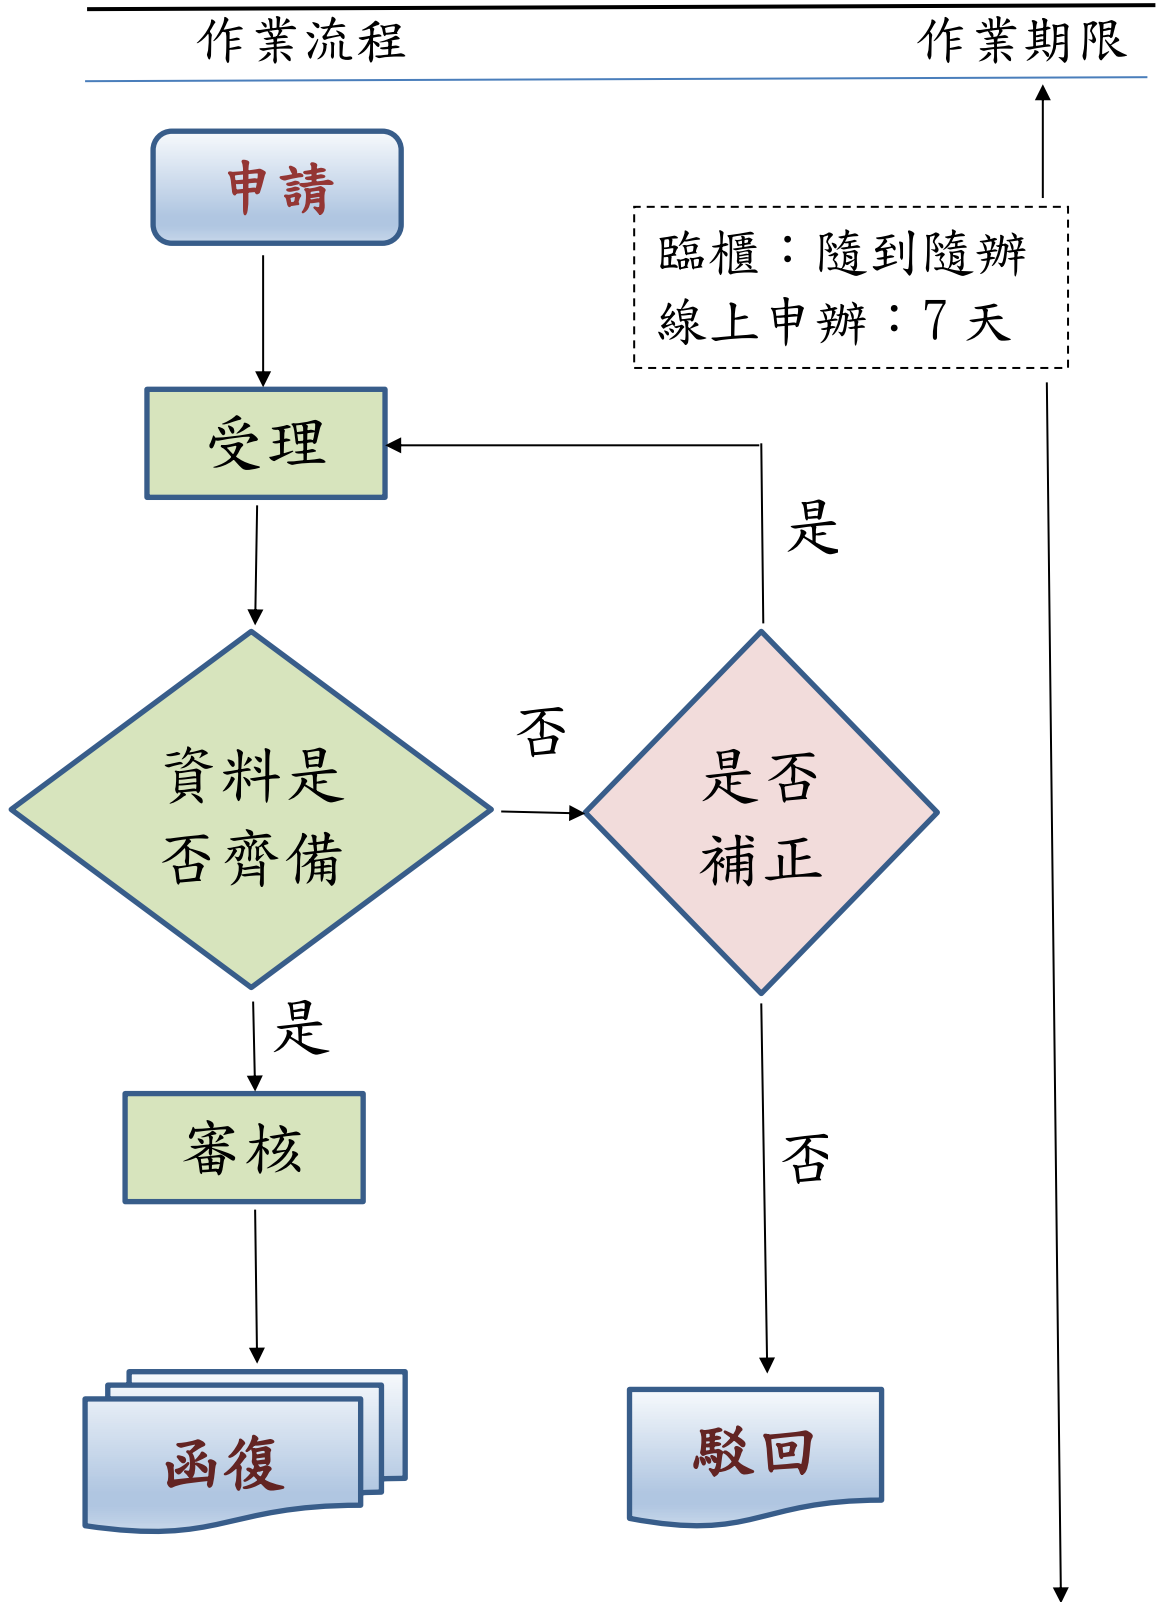 作業流程
作業期限
申請
臨櫃：隨到隨辦
線上申辦：7 天
受理
是
否
資料是
否齊備
是否
補正
是
審核
否
函復
駁回